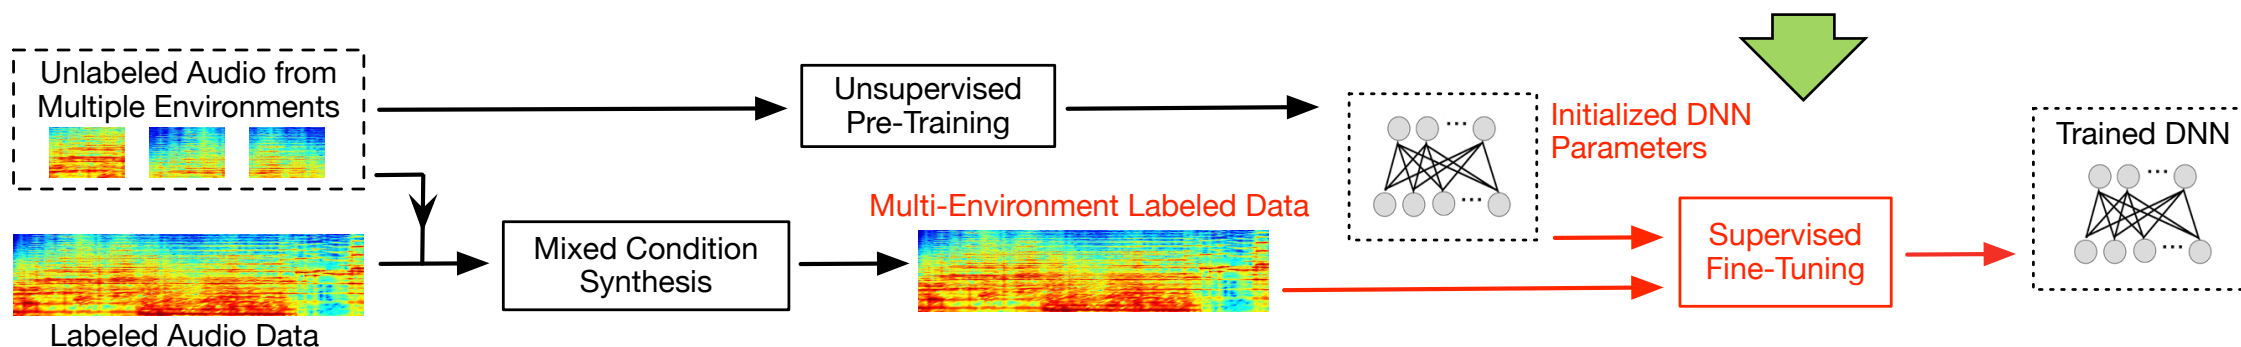 Unlabeled Audio from
Multiple Environments
Unsupervised
Pre-Training
Initialized DNN
Parameters
Trained DNN
Multi-Environment Labeled Data
Mixed Condition
Synthesis
Supervised
Fine-Tuning
Labeled Audio Data